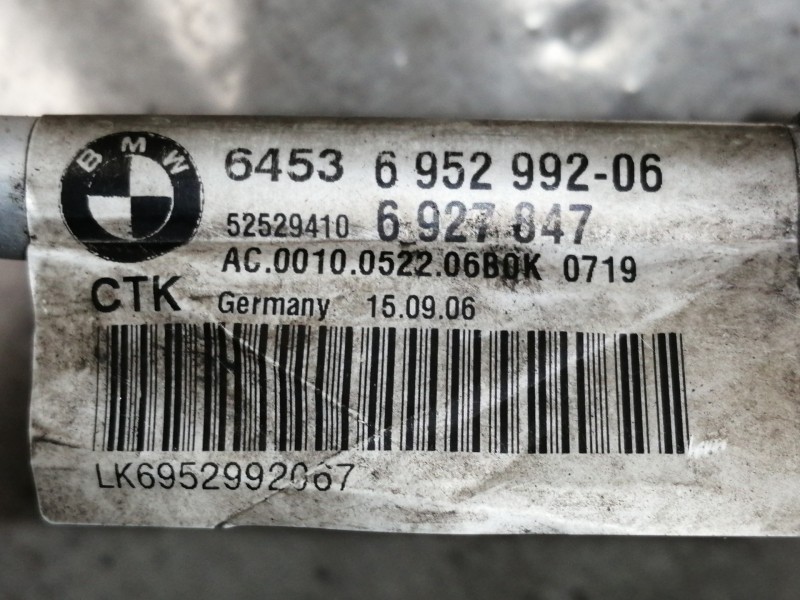 BMW
6453 6 952 992-06
52529410 6 927 847
AC.0010.0522.06B0K 0719
CTK Germany 15.09.06
LK6952992067